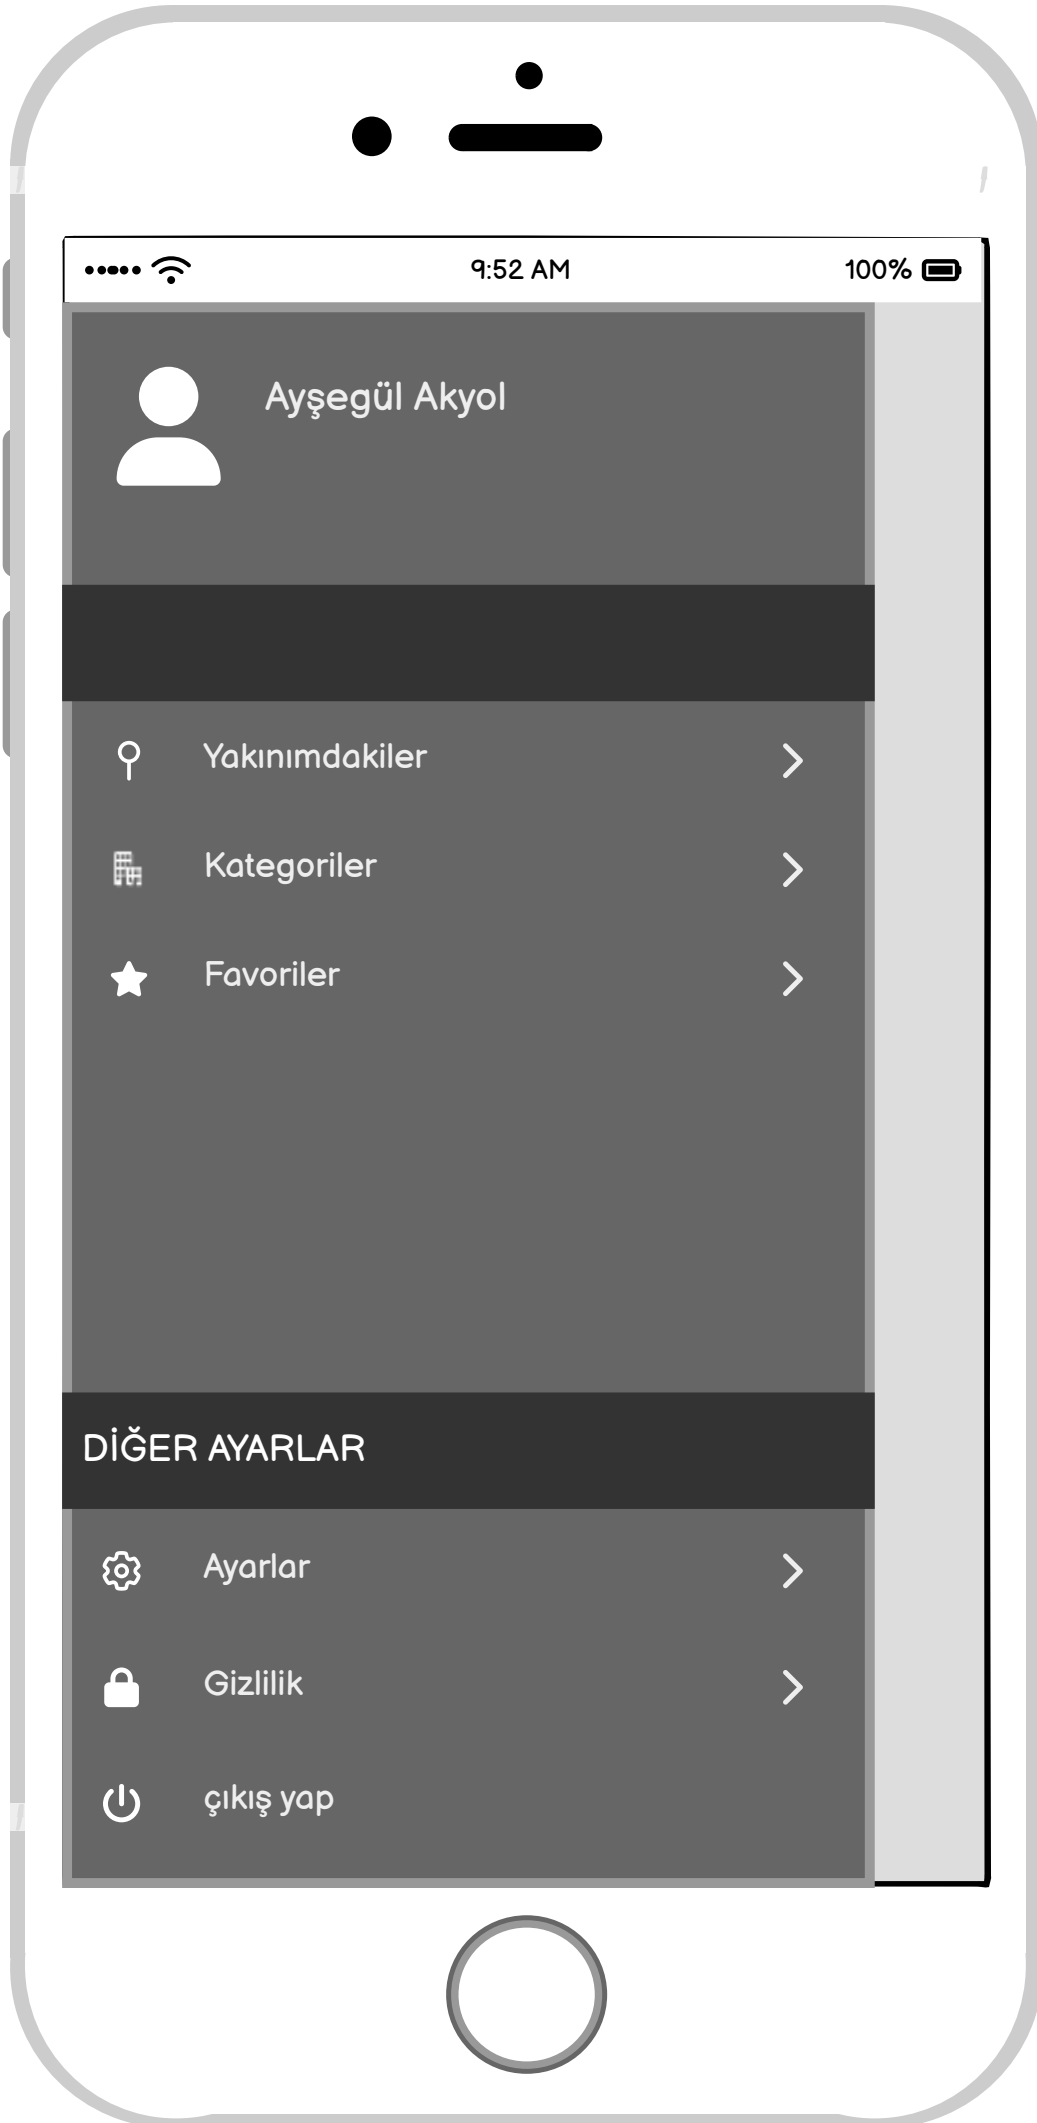 9:52 AM
100%
Ayşegül Akyol
Yakınımdakiler
Kategoriler
Favoriler
DİĞER AYARLAR
Ayarlar
Gizlilik
çıkış yap